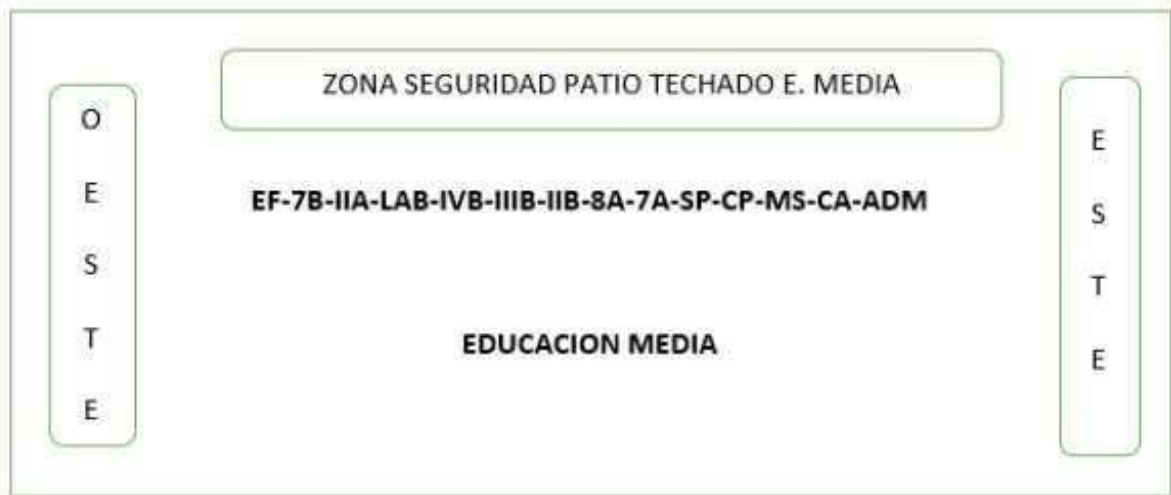 ZONA SEGURIDAD PATIO TECHADO E. MEDIA
O
E
S
T
E
E
S
T
E
EF-7B-IIA-LAB-IVB-IIIB-IIB-8A-7A-SP-CP-MS-CA-ADM
EDUCACION MEDIA